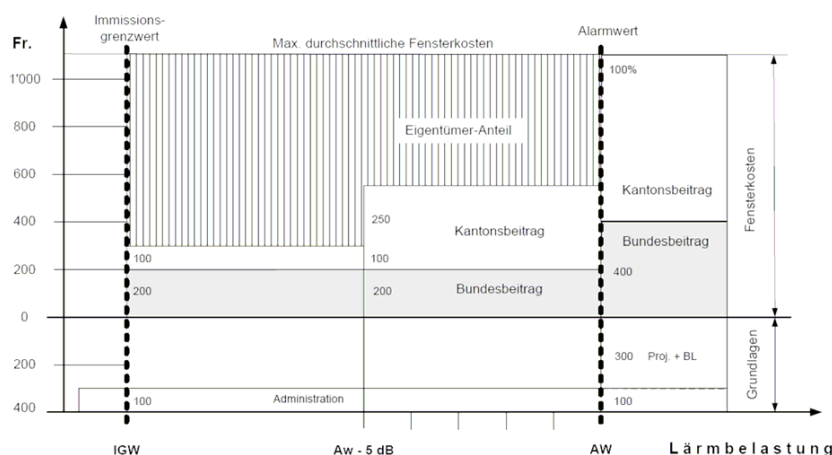 Immissions-
grenzwert
Alarmwert
Fr.
Max. durchschnittliche Fensterkosten
1'000
100%
800
Eigentümer-Anteil
600
Kantonsbeitrag
Fensterkosten
400
250
Kantonsbeitrag
Bundesbeitrag
100
100
200
400
200
200
Bundesbeitrag
0
300 Proj. + BL
Grundlagen
200
100
Administration
100
400
IGW
Aw - 5 dB
AW
Lärmbelastung